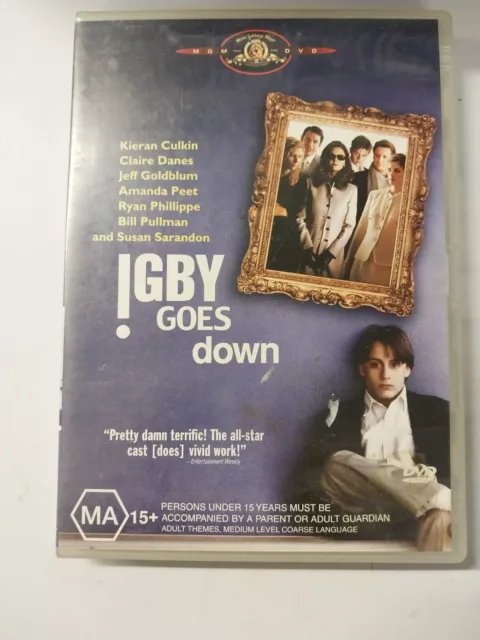 MGM DVD
Kieran Culkin
Claire Danes
Jeff Goldblum
Amanda Peet
Ryan Phillippe
Bill Pullman
and Susan Sarandon
!GBY
GOES
down
"Pretty damn terrific! The all-star
cast [does] vivid work!"
–Entertainment Weekly
DVD
MA 15+
PERSONS UNDER 15 YEARS MUST BE
ACCOMPANIED BY A PARENT OR ADULT GUARDIAN
ADULT THEMES, MEDIUM LEVEL COARSE LANGUAGE